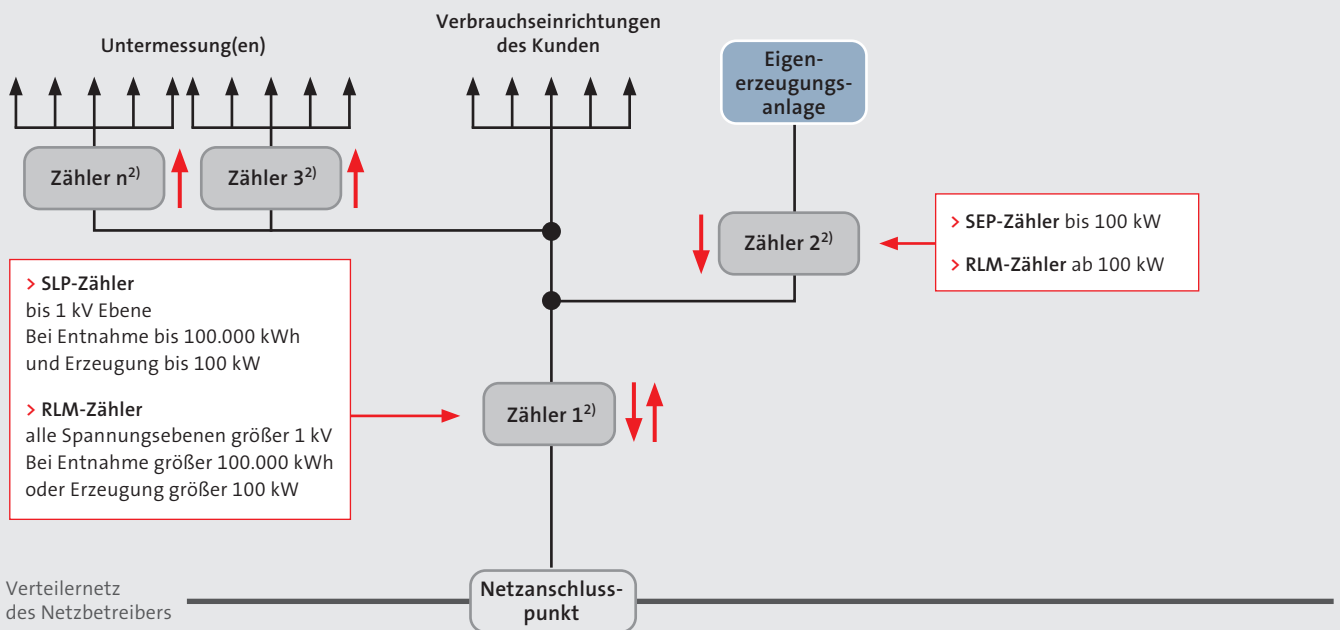 Untermessung(en)
Verbrauchseinrichtungen
des Kunden
Eigen-
erzeugungs-
anlage
Zähler n²⁾
Zähler 3²⁾
Zähler 2²⁾
> SEP-Zähler bis 100 kW
> RLM-Zähler ab 100 kW
> SLP-Zähler
bis 1 kV Ebene
Bei Entnahme bis 100.000 kWh
und Erzeugung bis 100 kW
> RLM-Zähler
alle Spannungsebenen größer 1 kV
Bei Entnahme größer 100.000 kWh
oder Erzeugung größer 100 kW
Zähler 1²⁾
Verteilernetz
des Netzbetreibers
Netzanschluss-
punkt